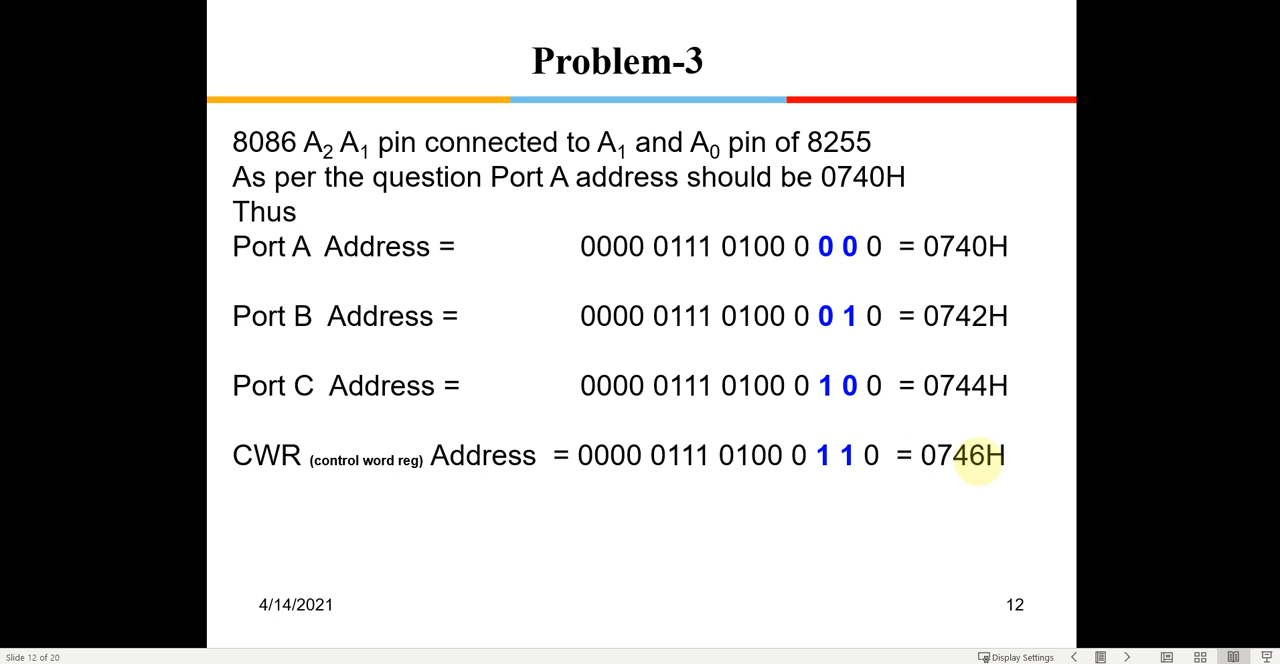 Problem-3
8086 A2 A1 pin connected to A1 and A0 pin of 8255
As per the question Port A address should be 0740H
Thus
Port A Address = 0000 0111 0100 0 0 0 0 = 0740H
Port B Address = 0000 0111 0100 0 0 1 0 = 0742H
Port C Address = 0000 0111 0100 0 1 0 0 = 0744H
CWR (control word reg) Address = 0000 0111 0100 0 1 1 0 = 0746H
4/14/2021 12
Slide 12 of 20 Display Settings